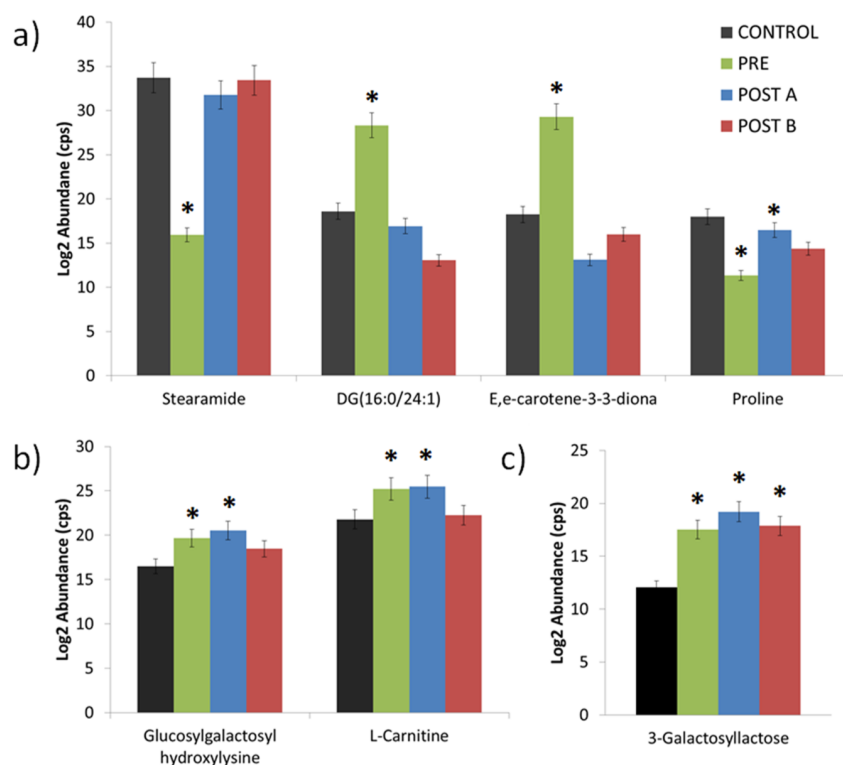 a)
Log2 Abundane (cps)
40
35
30
25
20
15
10
5
0
CONTROL
PRE
POST A
POST B
*
*
*
*
*
Stearamide
DG(16:0/24:1)
E,e-carotene-3-3-diona
Proline
b)
Log2 Abundance (cps)
30
25
20
15
10
5
0
*
*
*
*
Glucosylgalactosyl
hydroxylysine
L-Carnitine
c)
Log2 Abundance (cps)
25
20
15
10
5
0
*
*
*
3-Galactosyllactose